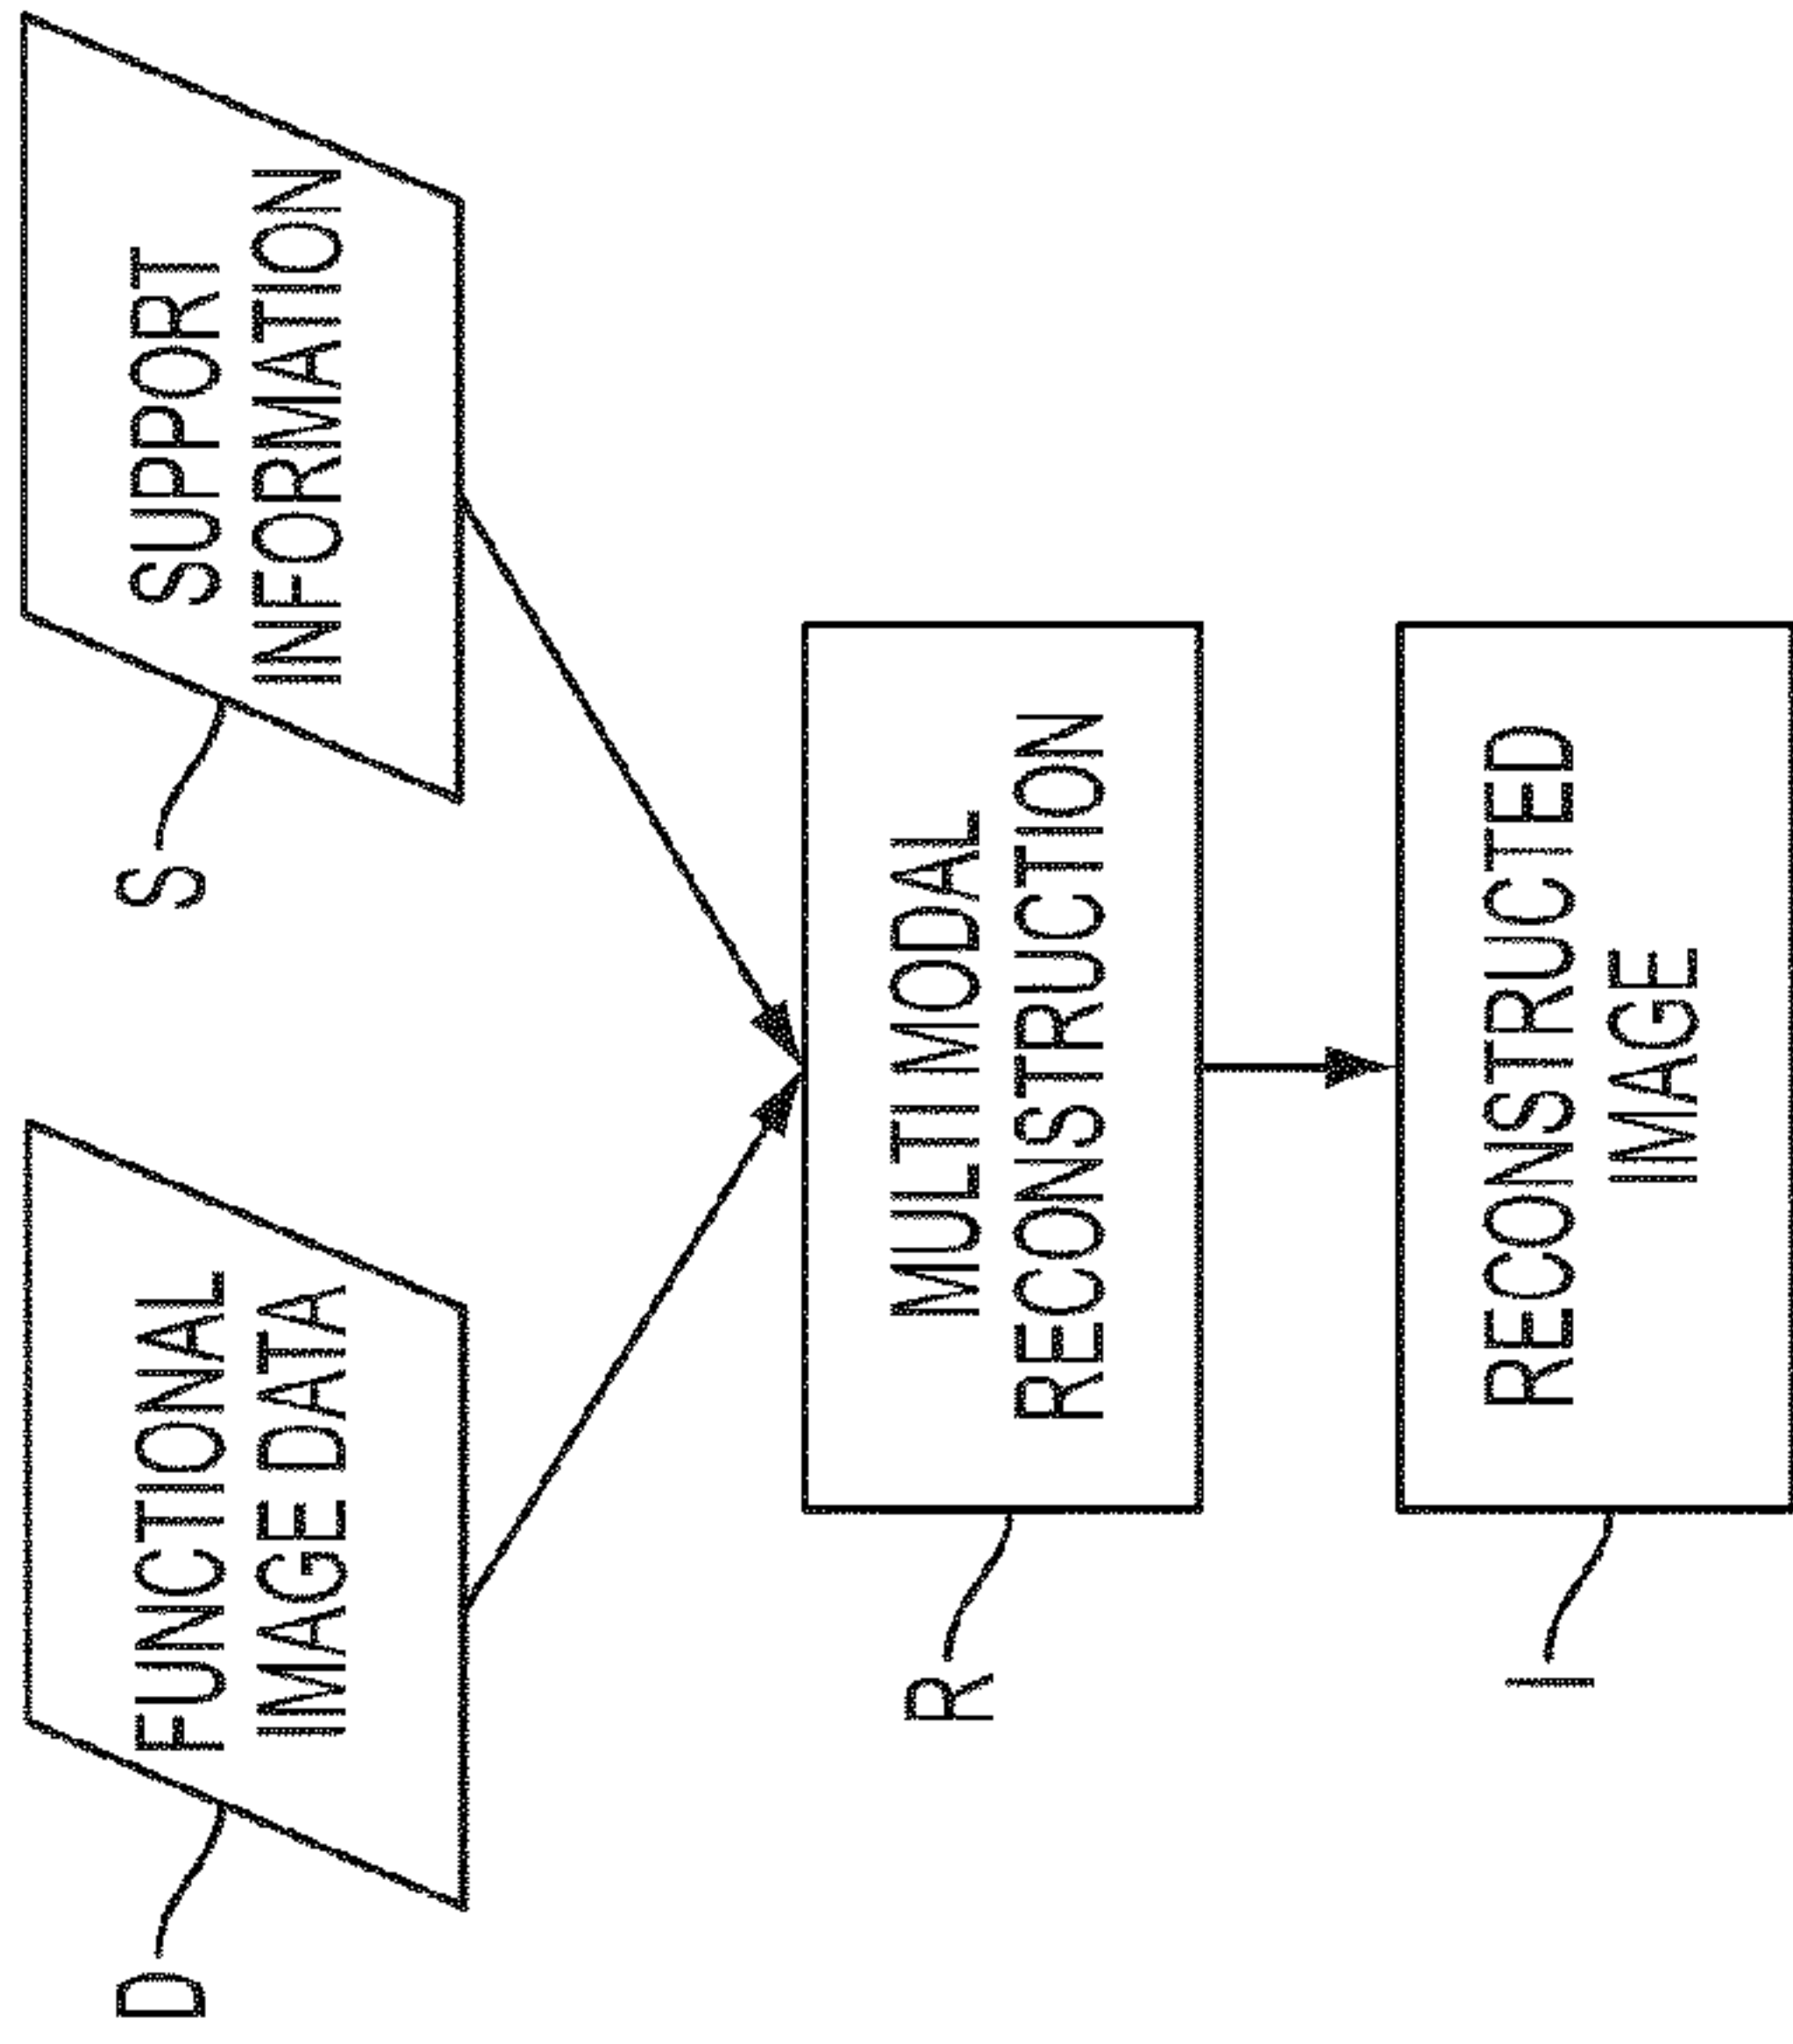 D
FUNCTIONAL
IMAGE DATA
S
SUPPORT
INFORMATION
R
MULTI MODAL
RECONSTRUCTION
I
RECONSTRUCTED
IMAGE